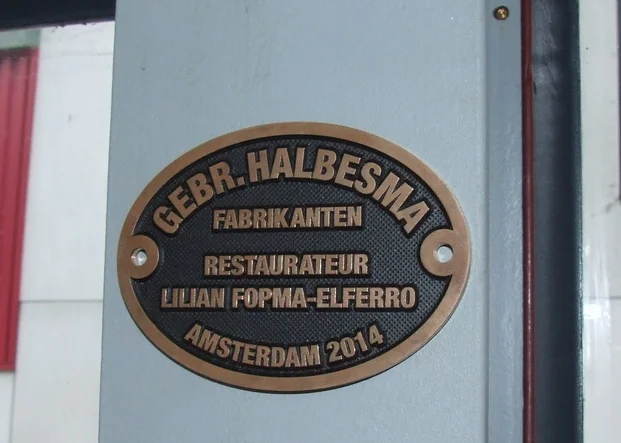 GEBR. HALBESMA
FABRIKANTEN
RESTAURATEUR
LILIAN FOPMA-ELFERRO
AMSTERDAM 2014